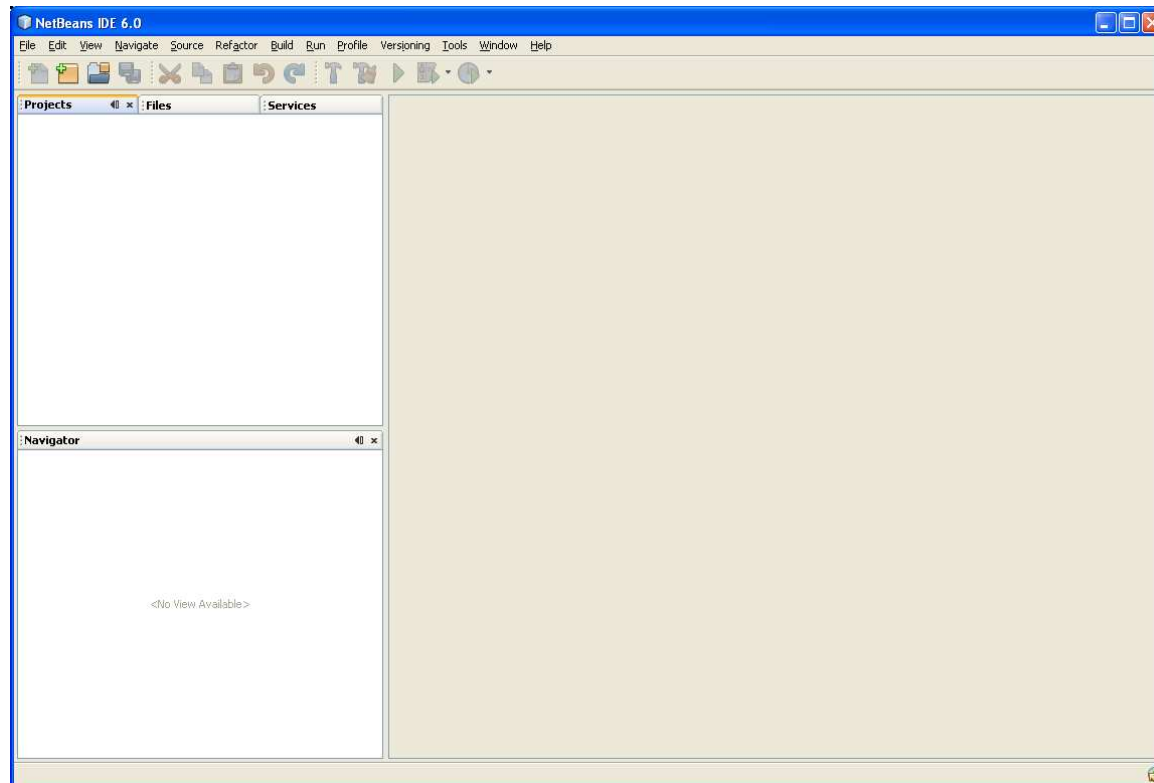 NetBeans IDE 6.0
File Edit View Navigate Source Refactor Build Run Profile Versioning Tools Window Help
Projects Files Services
Navigator
<No View Available>